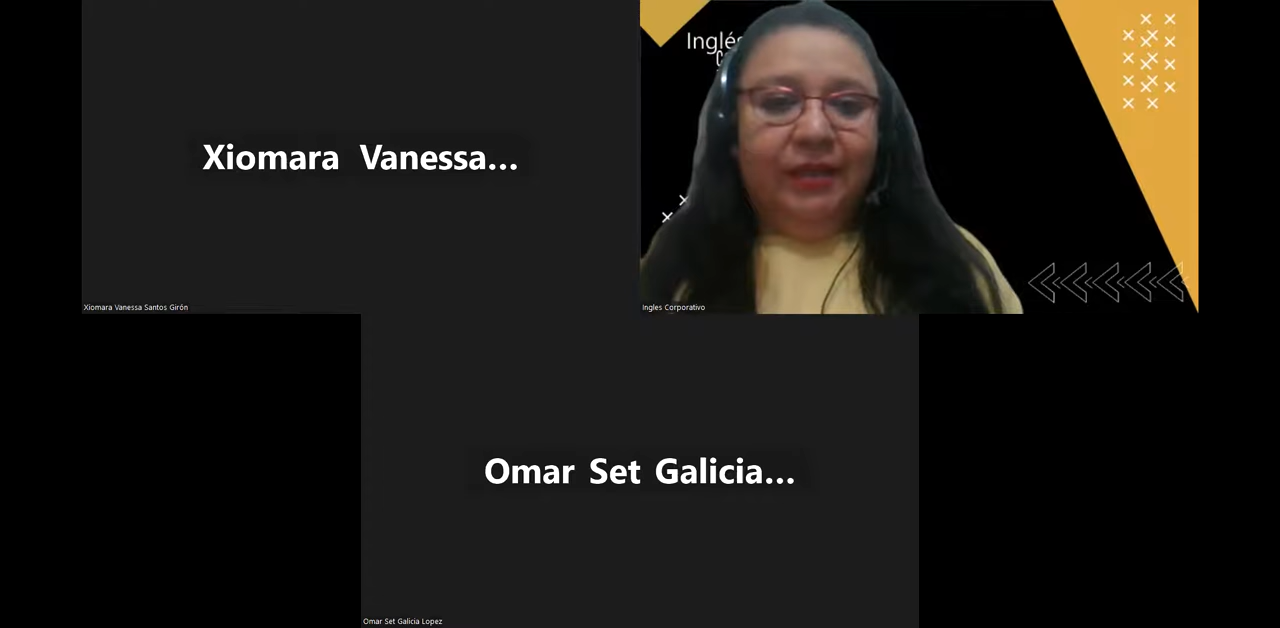 Xiomara Vanessa...
Xiomara Vanessa Santos Girón
Inglés
Ingles Corporativo
Omar Set Galicia...
Omar Set Galicia Lopez